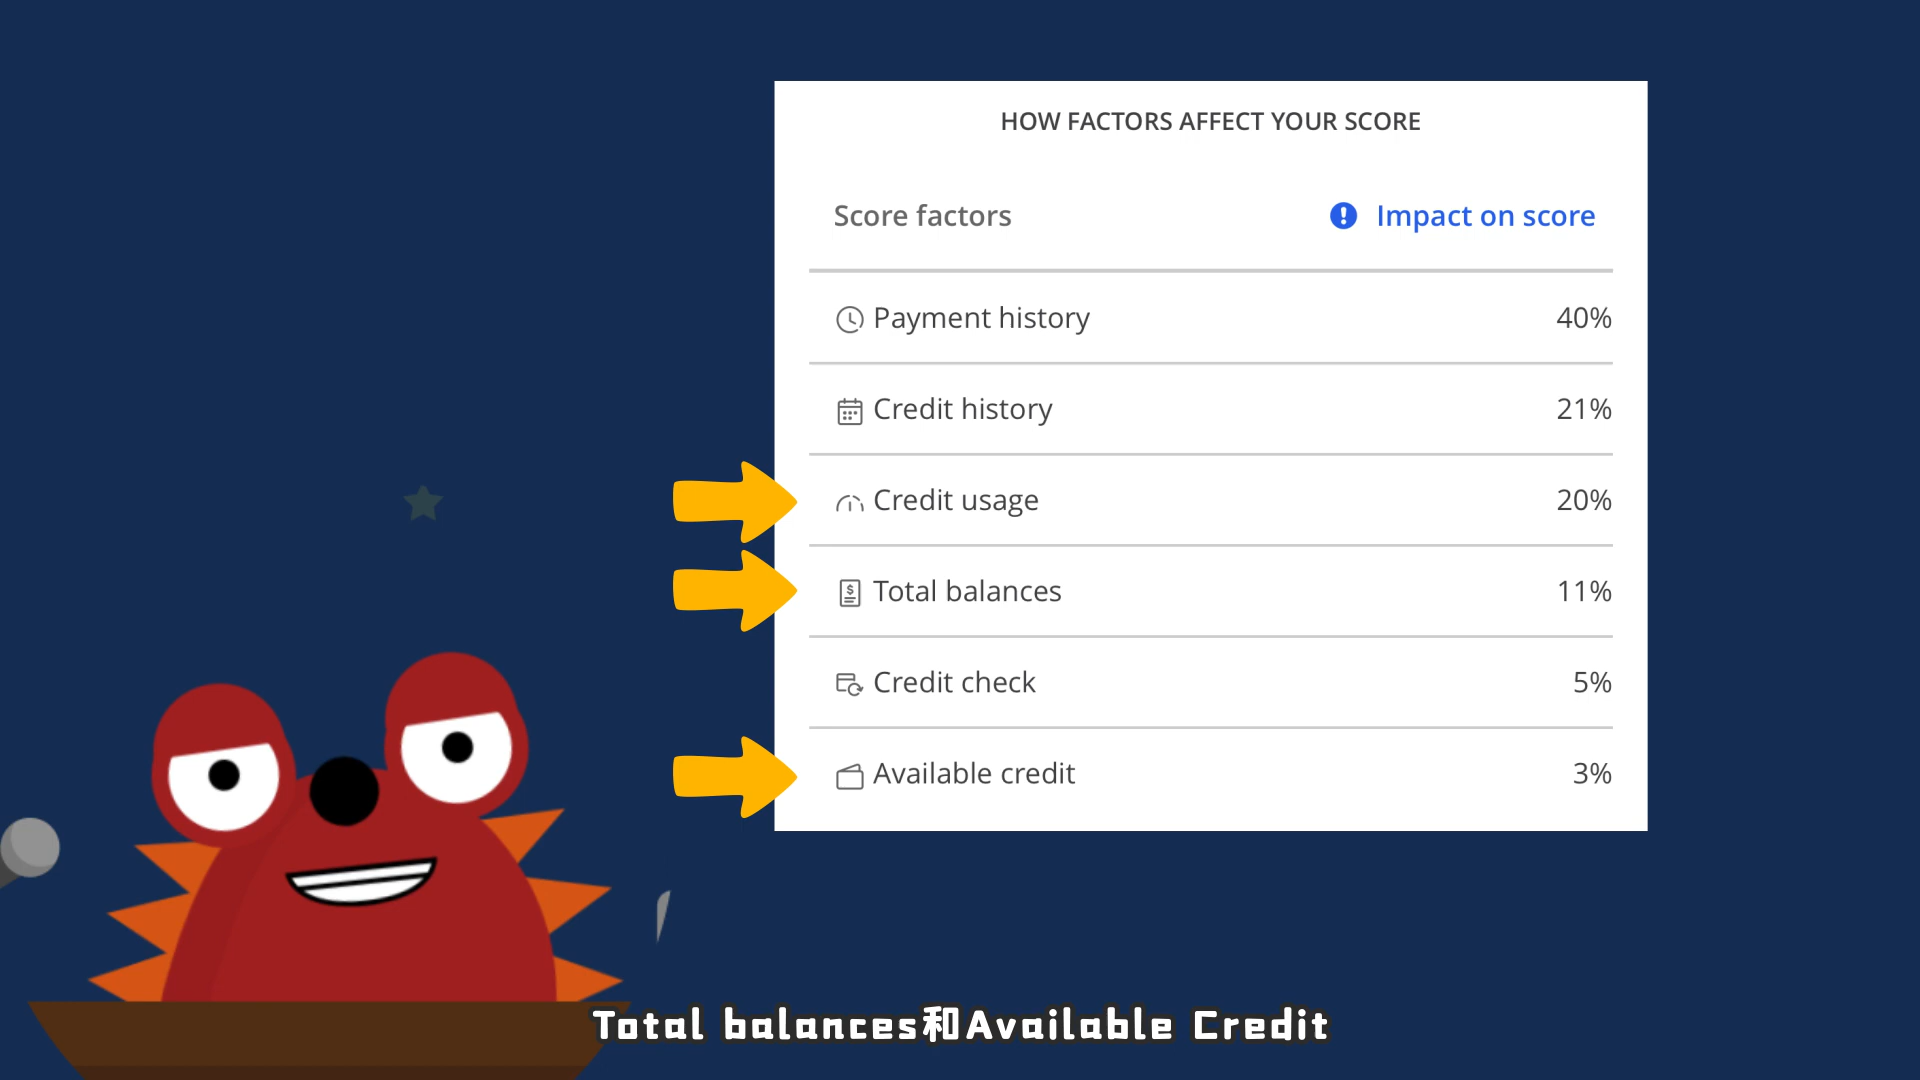 HOW FACTORS AFFECT YOUR SCORE
Score factors
Impact on score
Payment history 40%
Credit history 21%
Credit usage 20%
Total balances 11%
Credit check 5%
Available credit 3%
Total balances和Available Credit